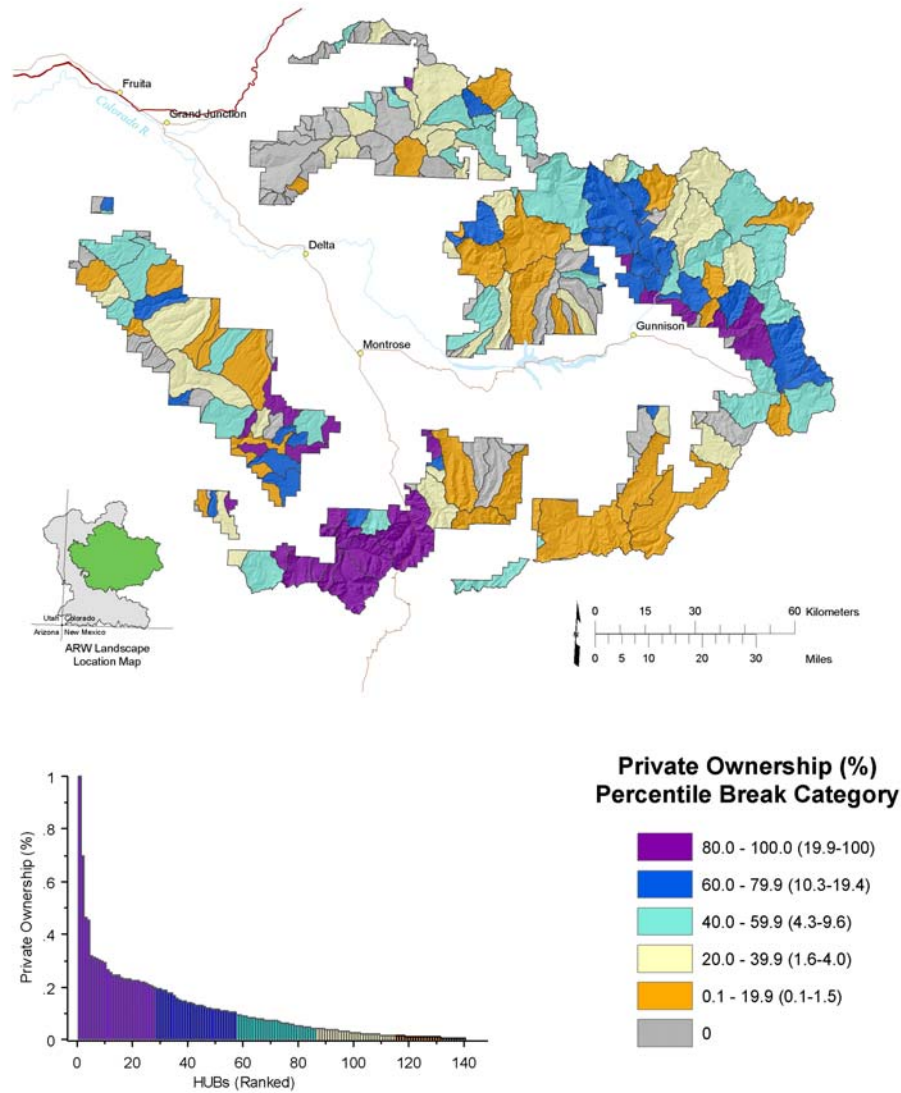 Fruita
Grand Junction
Colorado R.
Delta
Gunnison
Montrose
Utah Colorado
Arizona New Mexico
ARW Landscape
Location Map
N
0 15 30 60 Kilometers
0 5 10 20 30 Miles
Private Ownership (%)
Percentile Break Category
80.0 - 100.0 (19.9-100)
60.0 - 79.9 (10.3-19.4)
40.0 - 59.9 (4.3-9.6)
20.0 - 39.9 (1.6-4.0)
0.1 - 19.9 (0.1-1.5)
0
Private Ownership (%)
1
.8
.6
.4
.2
0
0 20 40 60 80 100 120 140
HUBs (Ranked)